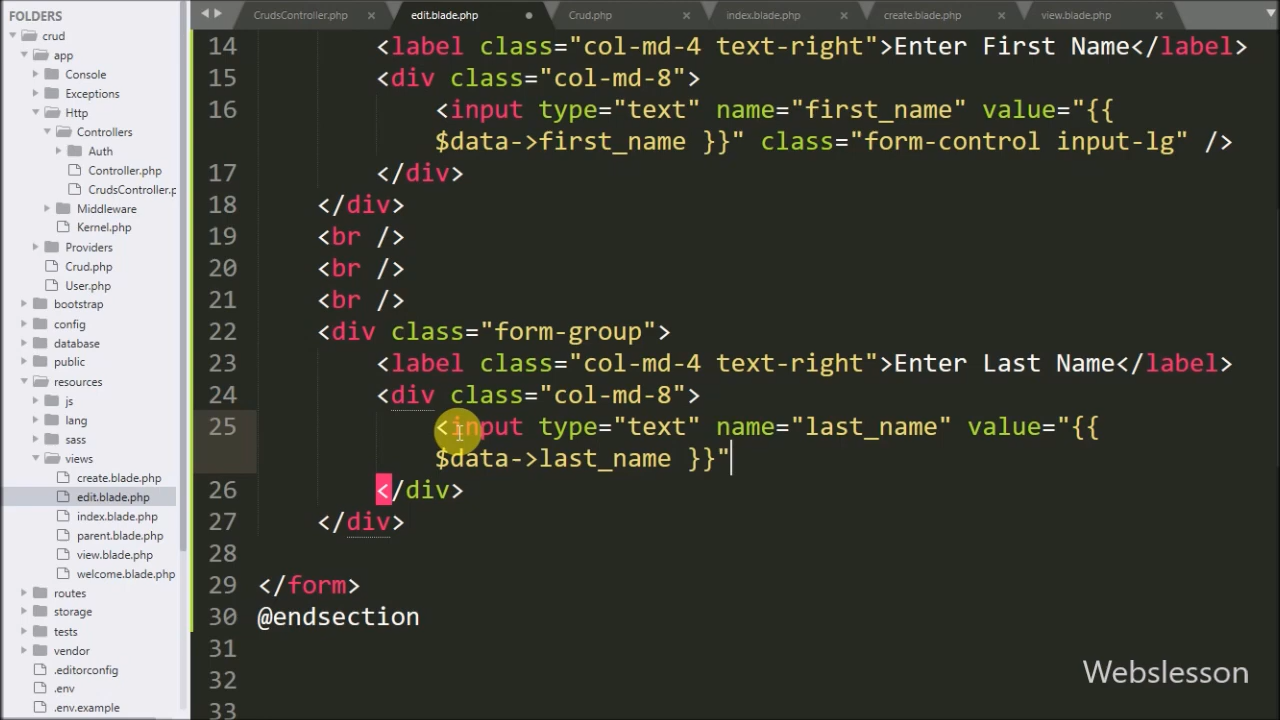 FOLDERS
crud
app
Console
Exceptions
Http
Controllers
Auth
Controller.php
CrudsController.p
Middleware
Kernel.php
Providers
Crud.php
User.php
bootstrap
config
database
public
resources
js
lang
sass
views
create.blade.php
edit.blade.php
index.blade.php
parent.blade.php
view.blade.php
welcome.blade.php
routes
storage
tests
vendor
.editorconfig
.env
.env.example
CrudsController.php
edit.blade.php
Crud.php
index.blade.php
create.blade.php
view.blade.php
14 <label class="col-md-4 text-right">Enter First Name</label>
15 <div class="col-md-8">
16 <input type="text" name="first_name" value="{{
$data->first_name }}" class="form-control input-lg" />
17 </div>
18 </div>
19 <br />
20 <br />
21 <br />
22 <div class="form-group">
23 <label class="col-md-4 text-right">Enter Last Name</label>
24 <div class="col-md-8">
25 <input type="text" name="last_name" value="{{
$data->last_name }}"
26 </div>
27 </div>
28
29 </form>
30 @endsection
31
32
33
Webslesson